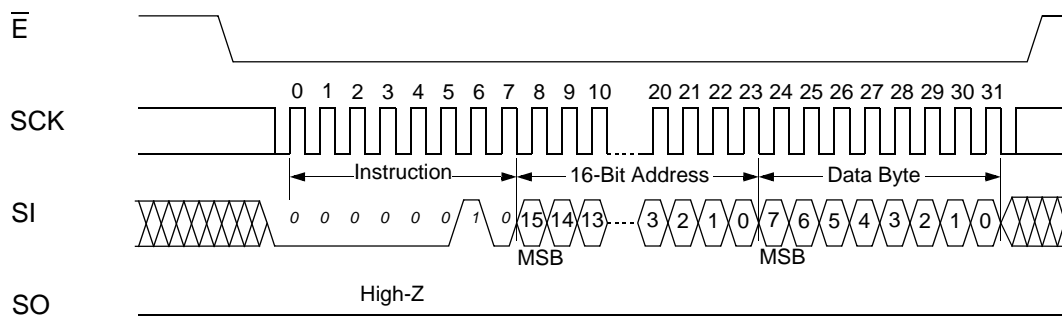 E
0 1 2 3 4 5 6 7 8 9 10 20 21 22 23 24 25 26 27 28 29 30 31
SCK
Instruction 16-Bit Address Data Byte
SI 0 0 0 0 0 0 1 0 15 14 13 3 2 1 0 7 6 5 4 3 2 1 0
MSB MSB
High-Z
SO